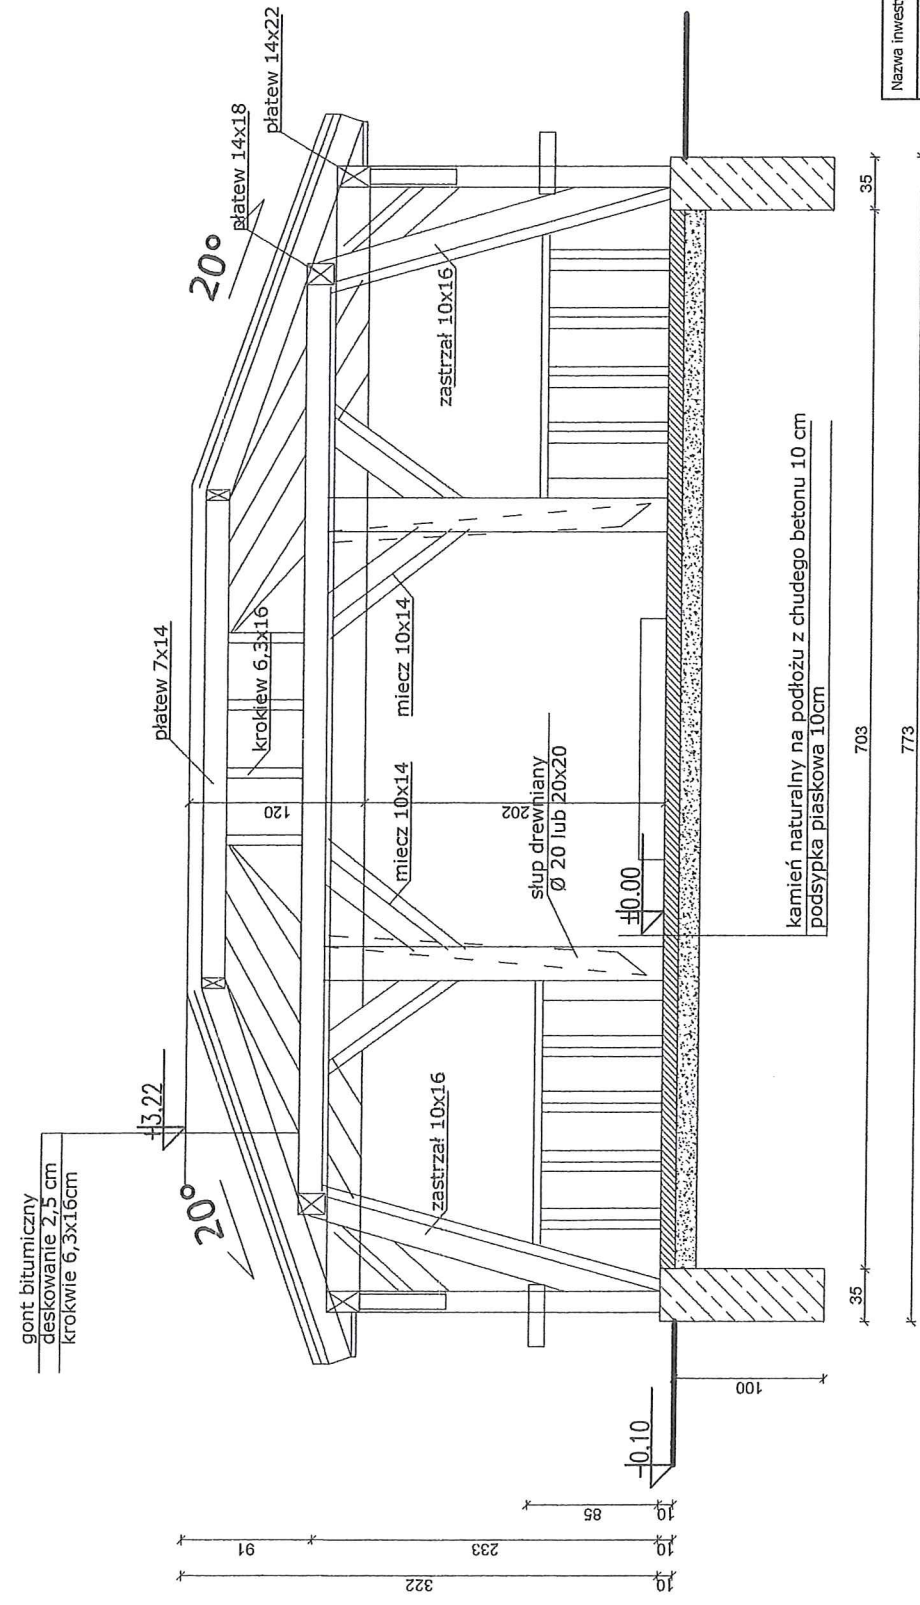 gont bitumiczny
deskowanie 2,5 cm
krokwie 6,3x16cm
+3.22
20°
20°
płatew 7x14
płatew 14x18
płatew 14x22
krokiew 6,3x16
zastrzał 10x16
miecz 10x14
miecz 10x14
zastrzał 10x16
słup drewniany
Ø 20 lub 20x20
120
202
±0.00
-0.10
kamień naturalny na podłożu z chudego betonu 10 cm
podsypka piaskowa 10cm
100
35
703
35
773
85
10
91
233
10
322
10
Nazwa inwest